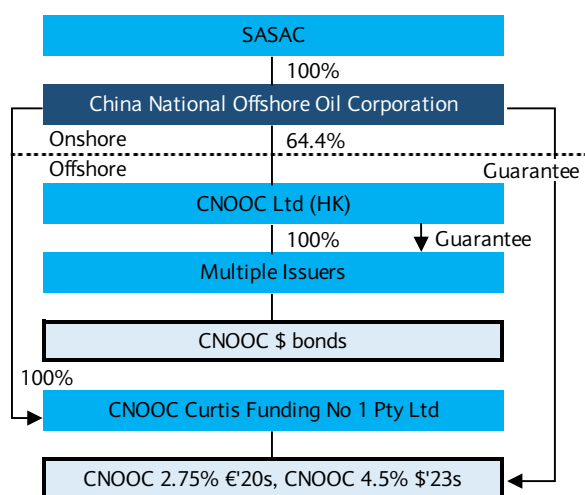 SASAC
100%
China National Offshore Oil Corporation
Onshore
64.4%
Offshore
Guarantee
CNOOC Ltd (HK)
100%
Guarantee
Multiple Issuers
CNOOC $ bonds
100%
CNOOC Curtis Funding No 1 Pty Ltd
CNOOC 2.75% €'20s, CNOOC 4.5% $'23s